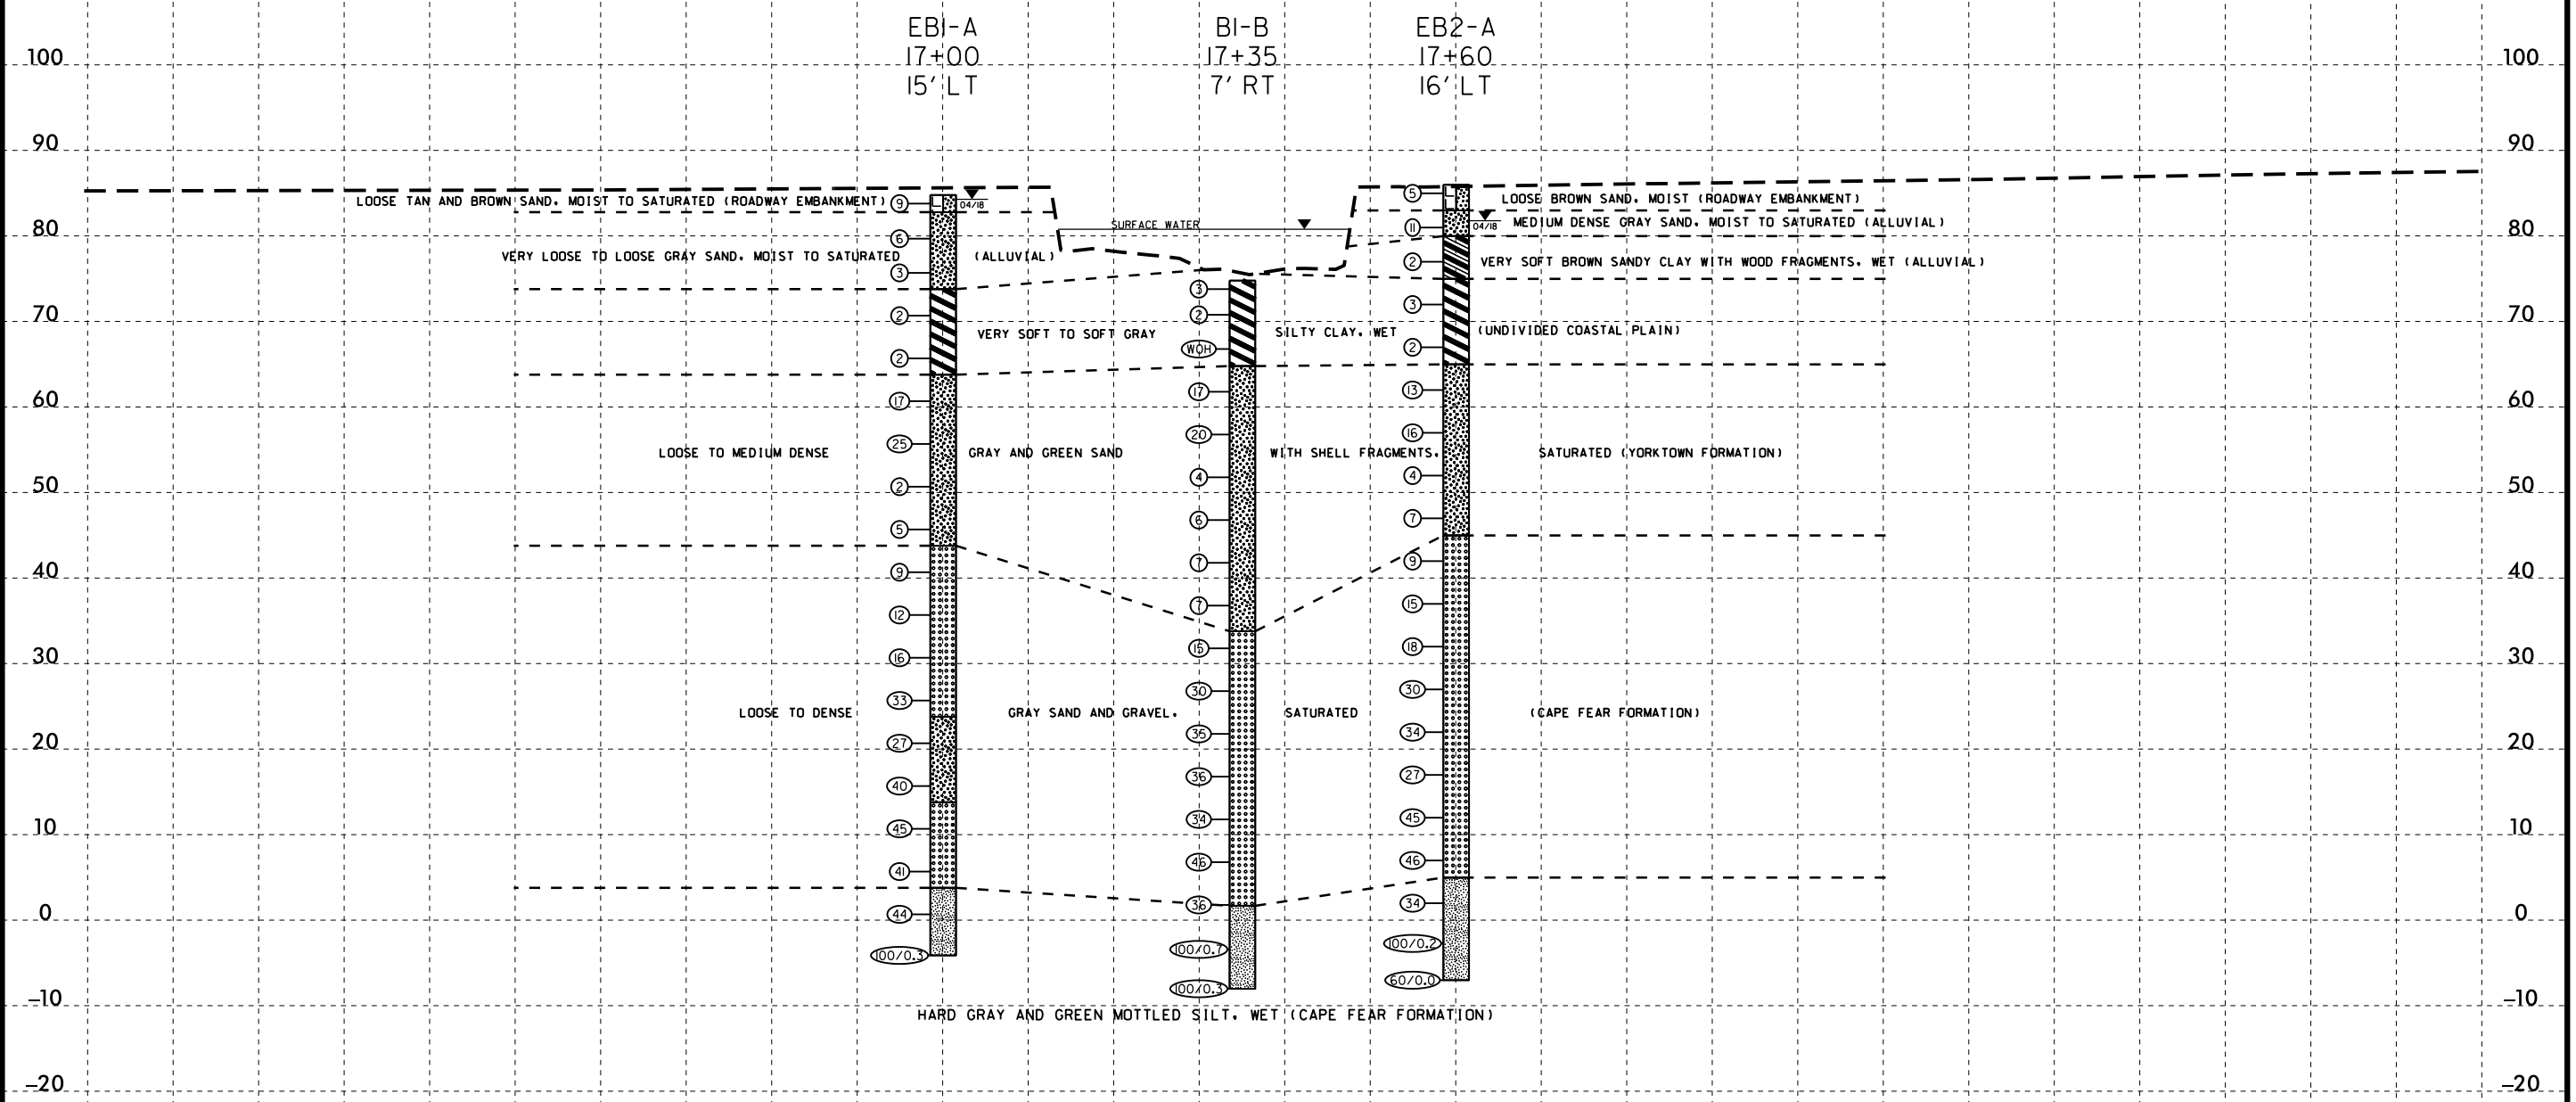 EB1-A B1-B EB2-A
17+00 17+35 17+60
15' LT 7' RT 16' LT
100 100
90 90
LOOSE TAN AND BROWN SAND, MOIST TO SATURATED (ROADWAY EMBANKMENT) 9 04/18 5 LOOSE BROWN SAND, MOIST (ROADWAY EMBANKMENT)
SURFACE WATER 11 04/18 MEDIUM DENSE GRAY SAND, MOIST TO SATURATED (ALLUVIAL)
80 6 80
VERY LOOSE TO LOOSE GRAY SAND, MOIST TO SATURATED (ALLUVIAL) 2 VERY SOFT BROWN SANDY CLAY WITH WOOD FRAGMENTS, WET (ALLUVIAL)
3
3 3
70 2 2 70
VERY SOFT TO SOFT GRAY SILTY CLAY, WET (UNDIVIDED COASTAL PLAIN)
2 WOH 2
60 17 17 13 60
25 20 16
LOOSE TO MEDIUM DENSE GRAY AND GREEN SAND WITH SHELL FRAGMENTS, SATURATED (YORKTOWN FORMATION)
50 2 4 4 50
5 6 7
40 9 7 9 40
12 7 15
30 16 15 18 30
33 30 30
LOOSE TO DENSE GRAY SAND AND GRAVEL, SATURATED (CAPE FEAR FORMATION)
20 27 35 34 20
40 36 27
10 45 34 45 10
41 46 46
0 44 36 34 0
100/0.3 100/0.7 100/0.2
100/0.3 60/0.0
-10 -10
HARD GRAY AND GREEN MOTTLED SILT, WET (CAPE FEAR FORMATION)
-20 -20